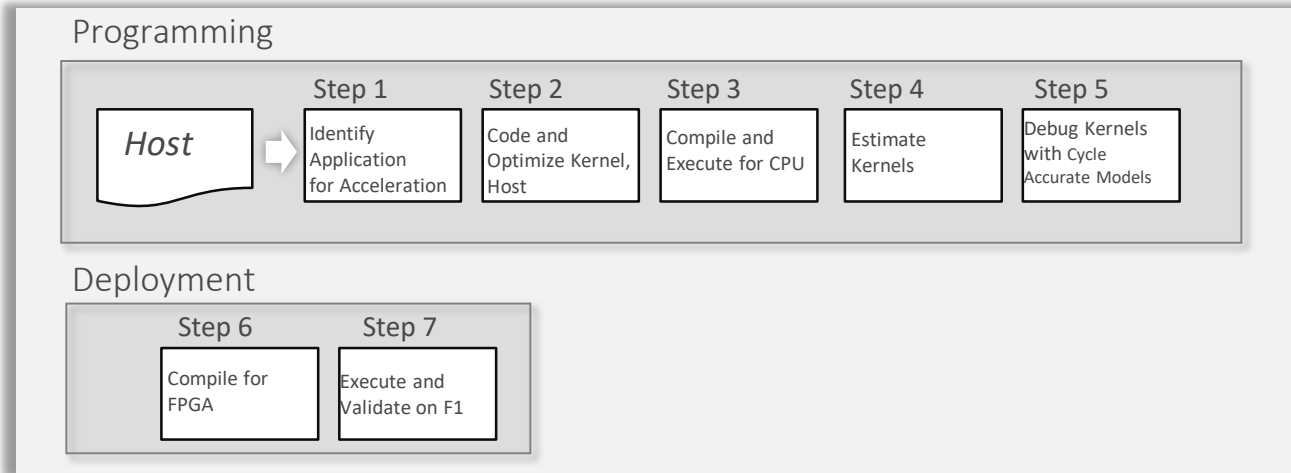 Programming
Step 1
Step 2
Step 3
Step 4
Step 5
Host
Identify
Application
for Acceleration
Code and
Optimize Kernel,
Host
Compile and
Execute for CPU
Estimate
Kernels
Debug Kernels
with Cycle
Accurate Models
Deployment
Step 6
Step 7
Compile for
FPGA
Execute and
Validate on F1